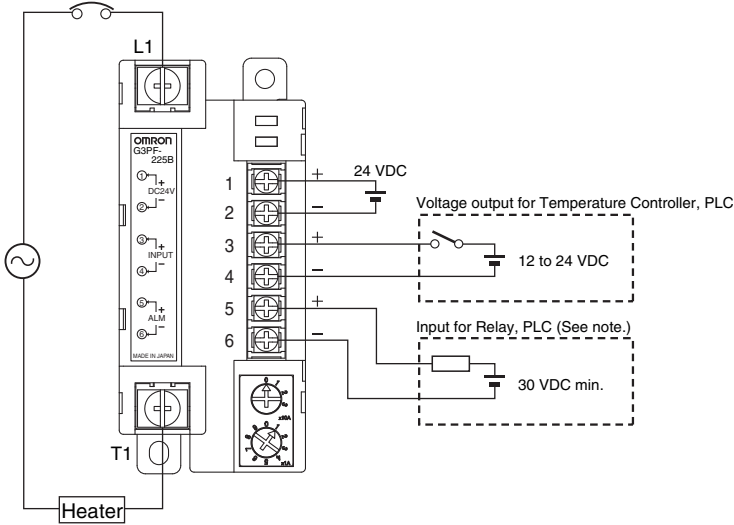 L1
OMRON
G3PF-
225B
1 +
DC24V
2 −
3 +
INPUT
4 −
5 +
ALM
6 −
MADE IN JAPAN
T1
Heater
1
2
3
4
5
6
+ 24 VDC
−
+
−
+
−
Voltage output for Temperature Controller, PLC
12 to 24 VDC
Input for Relay, PLC (See note.)
30 VDC min.
x10A
x1A